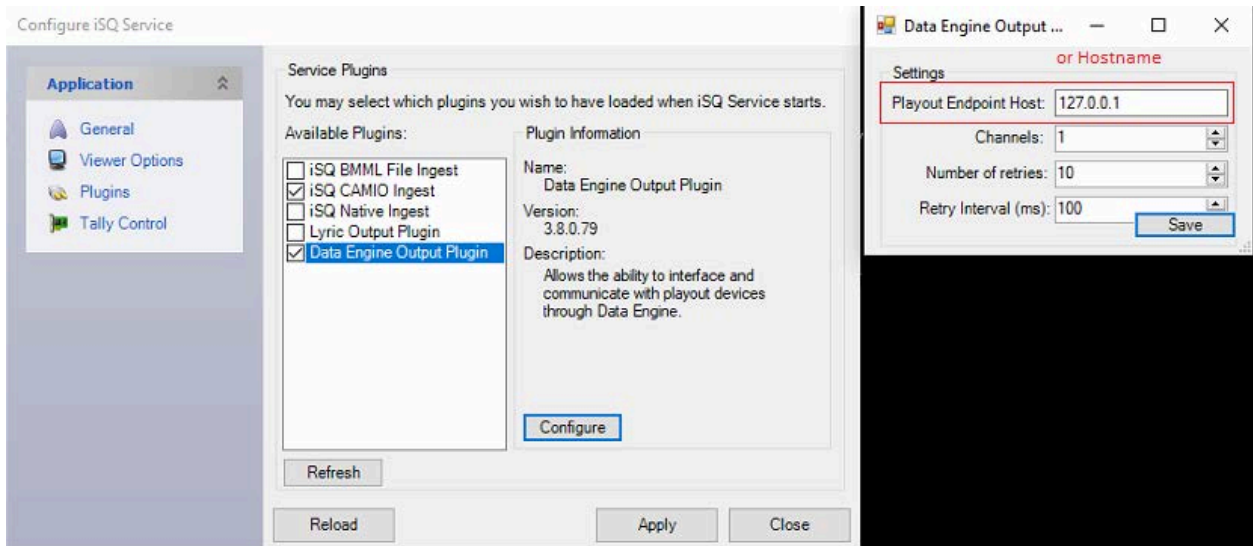 Configure iSQ Service
Application
General
Viewer Options
Plugins
Tally Control
Service Plugins
You may select which plugins you wish to have loaded when iSQ Service starts.
Available Plugins:
iSQ BMML File Ingest
iSQ CAMIO Ingest
iSQ Native Ingest
Lyric Output Plugin
Data Engine Output Plugin
Refresh
Plugin Information
Name:
Data Engine Output Plugin
Version:
3.8.0.79
Description:
Allows the ability to interface and
communicate with playout devices
through Data Engine.
Configure
Reload
Apply
Close
Data Engine Output ...
or Hostname
Settings
Playout Endpoint Host: 127.0.0.1
Channels: 1
Number of retries: 10
Retry Interval (ms): 100
Save